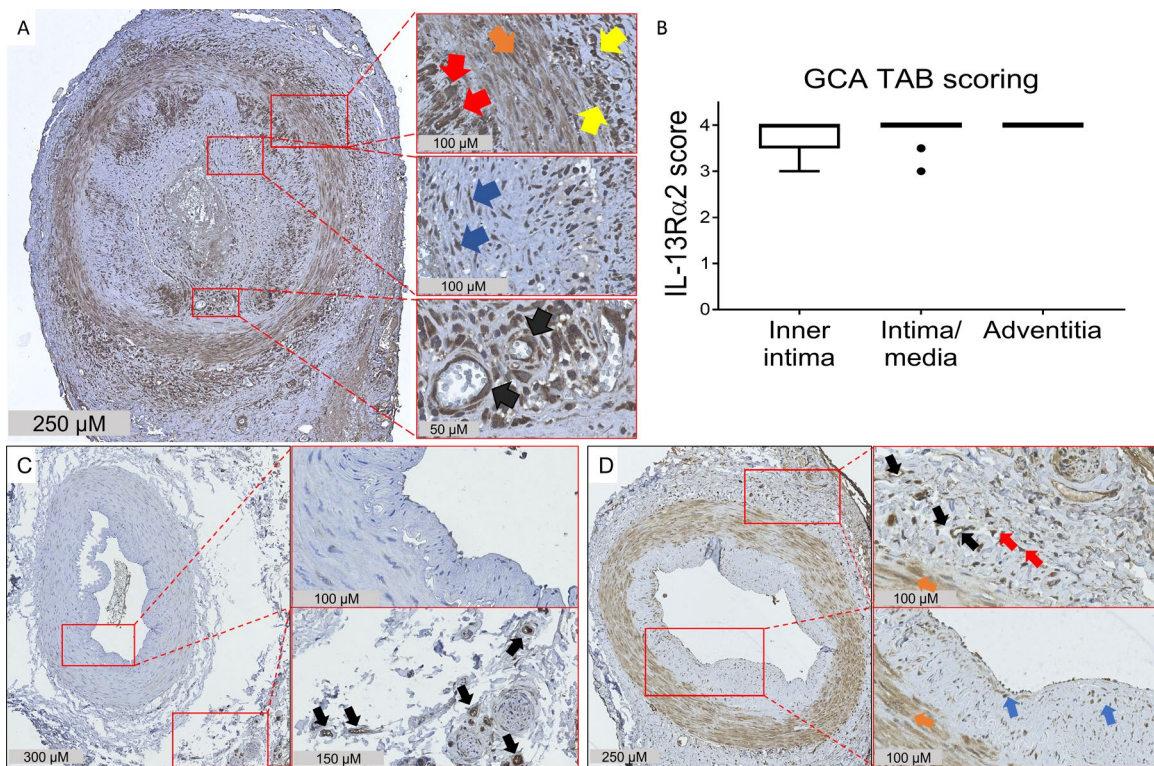 A
100 µM
100 µM
250 µM
50 µM
B
GCA TAB scoring
IL-13Rα2 score
4
3
2
1
0
Inner intima
Intima/ media
Adventitia
C
100 µM
300 µM
150 µM
D
100 µM
250 µM
100 µM